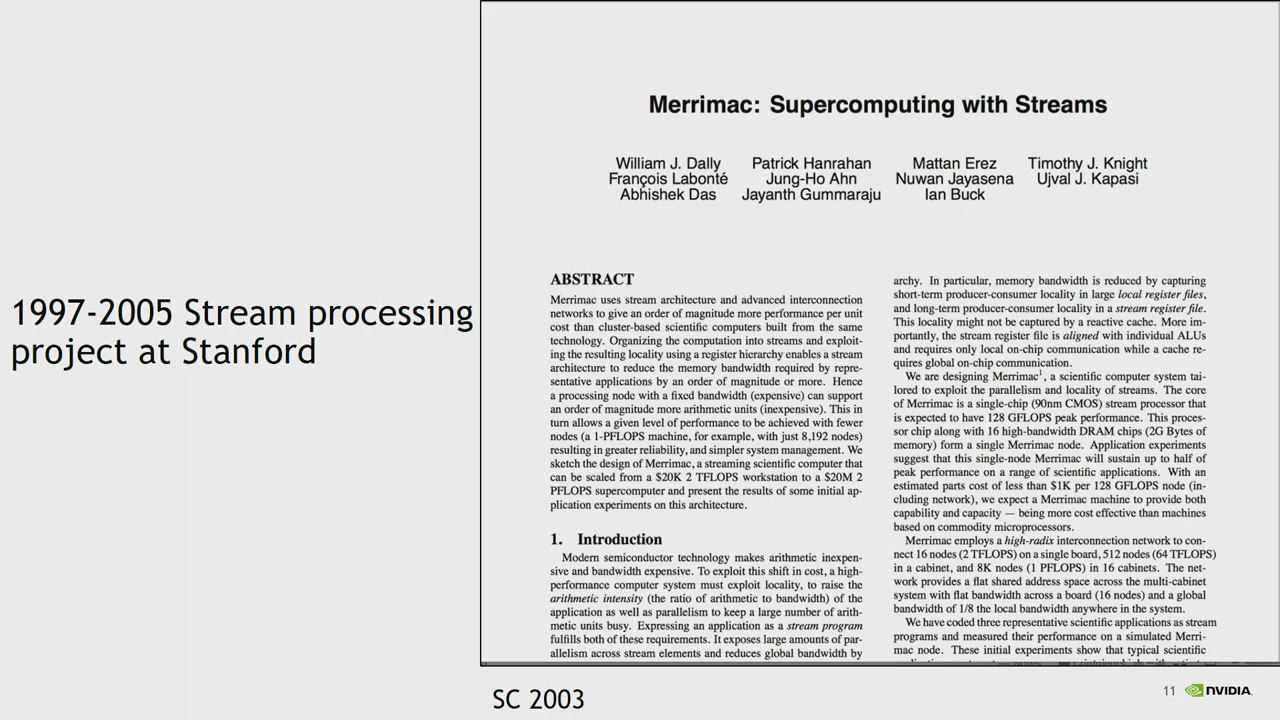 1997-2005 Stream processing
project at Stanford
Merrimac: Supercomputing with Streams
William J. Dally Patrick Hanrahan Mattan Erez Timothy J. Knight
François Labonté Jung-Ho Ahn Nuwan Jayasena Ujval J. Kapasi
Abhishek Das Jayanth Gummaraju Ian Buck
ABSTRACT
Merrimac uses stream architecture and advanced interconnection
networks to give an order of magnitude more performance per unit
cost than cluster-based scientific computers built from the same
technology. Organizing the computation into streams and exploit-
ing the resulting locality using a register hierarchy enables a stream
architecture to reduce the memory bandwidth required by repre-
sentative applications by an order of magnitude or more. Hence
a processing node with a fixed bandwidth (expensive) can support
an order of magnitude more arithmetic units (inexpensive). This in
turn allows a given level of performance to be achieved with fewer
nodes (a 1-PFLOPS machine, for example, with just 8,192 nodes)
resulting in greater reliability, and simpler system management. We
sketch the design of Merrimac, a streaming scientific computer that
can be scaled from a $20K 2 TFLOPS workstation to a $20M 2
PFLOPS supercomputer and present the results of some initial ap-
plication experiments on this architecture.
1. Introduction
Modern semiconductor technology makes arithmetic inexpen-
sive and bandwidth expensive. To exploit this shift in cost, a high-
performance computer system must exploit locality, to raise the
arithmetic intensity (the ratio of arithmetic to bandwidth) of the
application as well as parallelism to keep a large number of arith-
metic units busy. Expressing an application as a stream program
fulfills both of these requirements. It exposes large amounts of par-
allelism across stream elements and reduces global bandwidth by
archy. In particular, memory bandwidth is reduced by capturing
short-term producer-consumer locality in large local register files,
and long-term producer-consumer locality in a stream register file.
This locality might not be captured by a reactive cache. More im-
portantly, the stream register file is aligned with individual ALUs
and requires only local on-chip communication while a cache re-
quires global on-chip communication.
We are designing Merrimac1, a scientific computer system tai-
lored to exploit the parallelism and locality of streams. The core
of Merrimac is a single-chip (90nm CMOS) stream processor that
is expected to have 128 GFLOPS peak performance. This proces-
sor chip along with 16 high-bandwidth DRAM chips (2G Bytes of
memory) form a single Merrimac node. Application experiments
suggest that this single-node Merrimac will sustain up to half of
peak performance on a range of scientific applications. With an
estimated parts cost of less than $1K per 128 GFLOPS node (in-
cluding network), we expect a Merrimac machine to provide both
capability and capacity — being more cost effective than machines
based on commodity microprocessors.
Merrimac employs a high-radix interconnection network to con-
nect 16 nodes (2 TFLOPS) on a single board, 512 nodes (64 TFLOPS)
in a cabinet, and 8K nodes (1 PFLOPS) in 16 cabinets. The net-
work provides a flat shared address space across the multi-cabinet
system with flat bandwidth across a board (16 nodes) and a global
bandwidth of 1/8 the local bandwidth anywhere in the system.
We have coded three representative scientific applications as stream
programs and measured their performance on a simulated Merri-
mac node. These initial experiments show that typical scientific
SC 2003
11 NVIDIA.